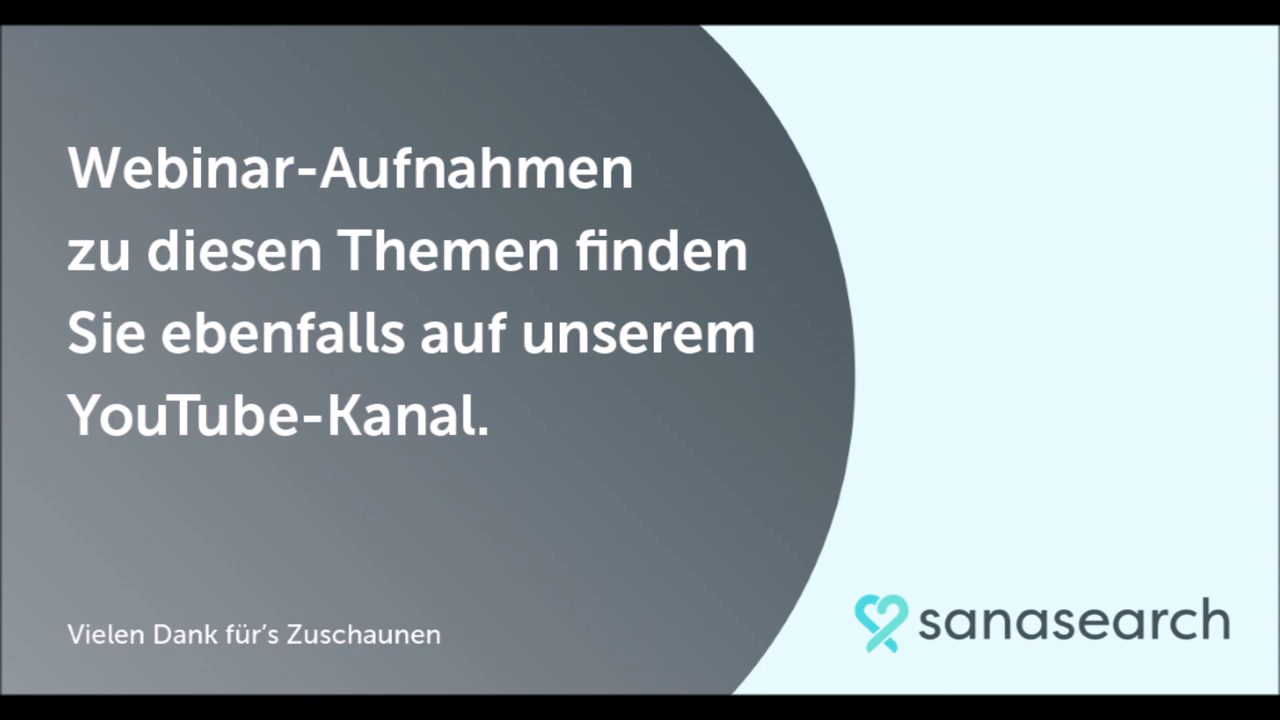 Webinar-Aufnahmen
zu diesen Themen finden
Sie ebenfalls auf unserem
YouTube-Kanal.
Vielen Dank für's Zuschaunen
sanasearch